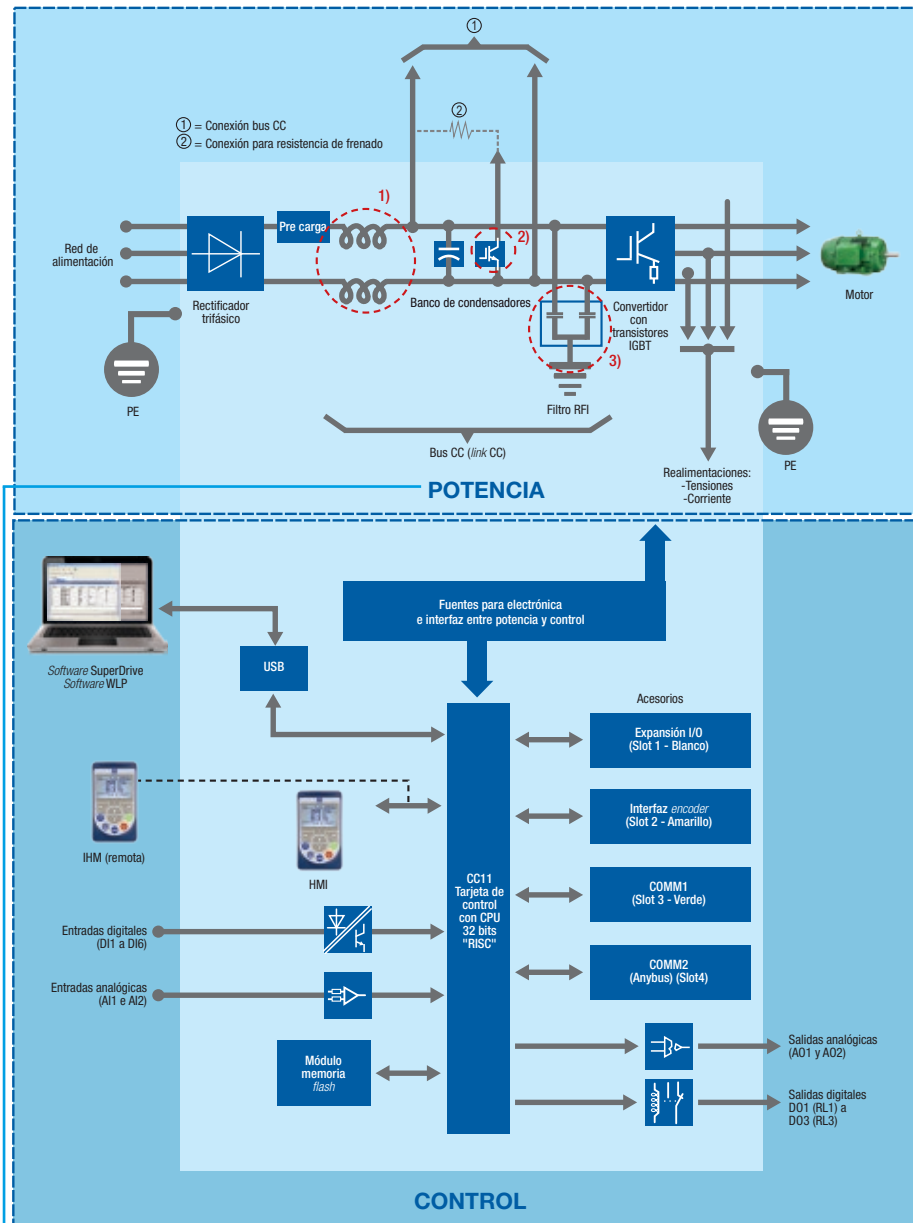 ①
②
① = Conexión bus CC
② = Conexión para resistencia de frenado
1)
Pre carga
2)
Red de
alimentación
Rectificador
trifásico
Banco de condensadores
Convertidor
con
transistores
IGBT
Motor
3)
PE
Filtro RFI
PE
Bus CC (link CC)
Realimentaciones:
-Tensiones
-Corriente
POTENCIA
Fuentes para electrónica
e interfaz entre potencia y control
USB
Software SuperDrive
Software WLP
Acesorios
Expansión I/O
(Slot 1 - Blanco)
Interfaz encoder
(Slot 2 - Amarillo)
IHM (remota)
HMI
CC11
Tarjeta de
control
con CPU
32 bits
"RISC"
COMM1
(Slot 3 - Verde)
Entradas digitales
(DI1 a DI6)
COMM2
(Anybus) (Slot4)
Entradas analógicas
(AI1 e AI2)
Módulo
memoria
flash
Salidas analógicas
(AO1 y AO2)
Salidas digitales
DO1 (RL1) a
DO3 (RL3)
CONTROL